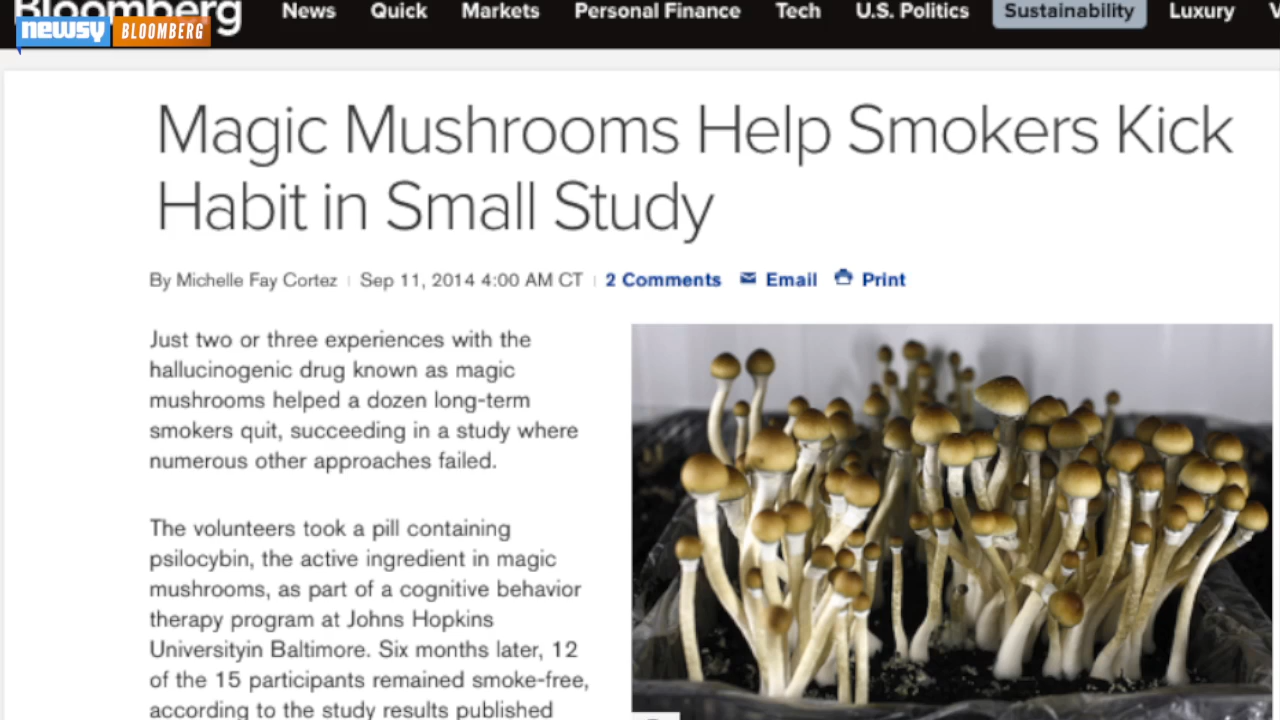 Bloomberg
News Quick Markets Personal Finance Tech U.S. Politics Sustainability Luxury
newsy BLOOMBERG
Magic Mushrooms Help Smokers Kick
Habit in Small Study
By Michelle Fay Cortez | Sep 11, 2014 4:00 AM CT | 2 Comments Email Print
Just two or three experiences with the
hallucinogenic drug known as magic
mushrooms helped a dozen long-term
smokers quit, succeeding in a study where
numerous other approaches failed.
The volunteers took a pill containing
psilocybin, the active ingredient in magic
mushrooms, as part of a cognitive behavior
therapy program at Johns Hopkins
Universityin Baltimore. Six months later, 12
of the 15 participants remained smoke-free,
according to the study results published